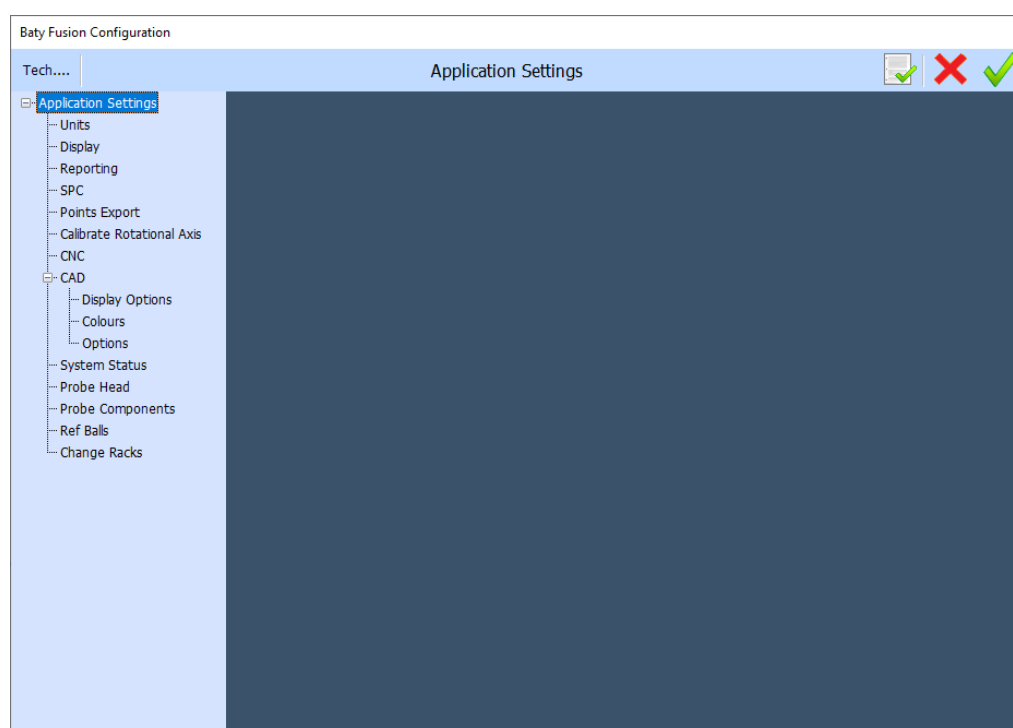 Baty Fusion Configuration
Tech....
Application Settings
Application Settings
Units
Display
Reporting
SPC
Points Export
Calibrate Rotational Axis
CNC
CAD
Display Options
Colours
Options
System Status
Probe Head
Probe Components
Ref Balls
Change Racks